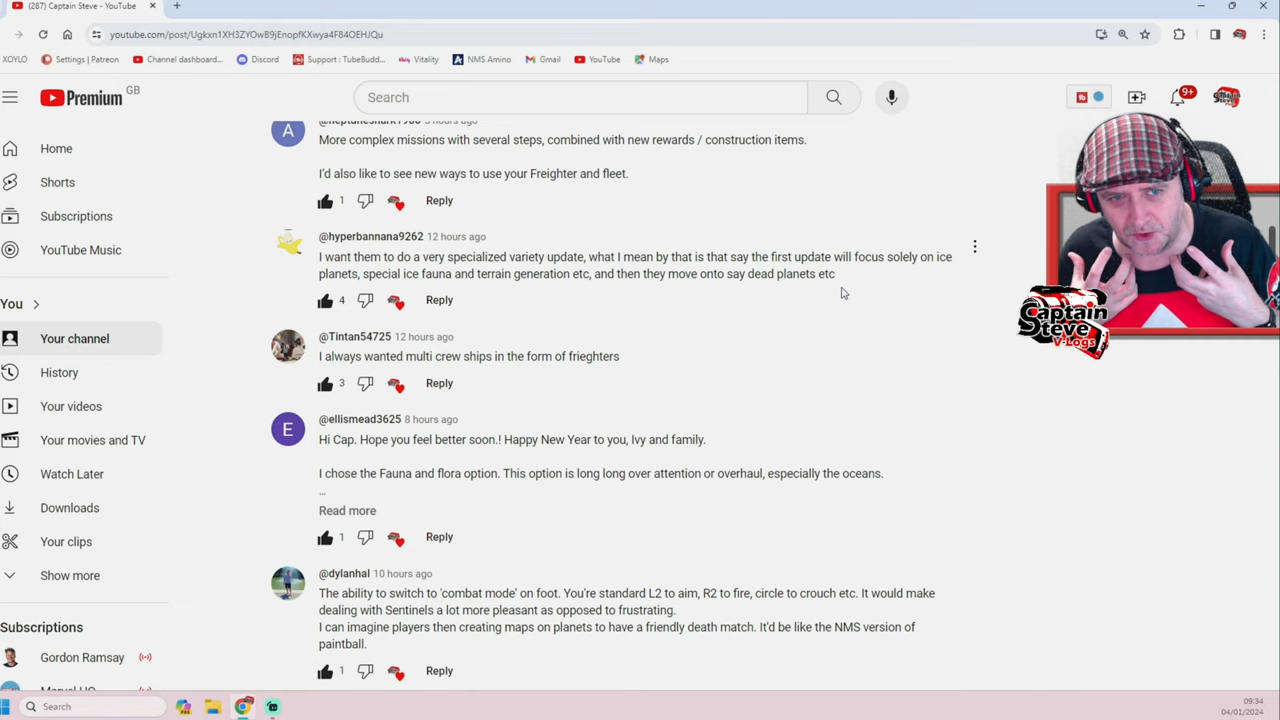 (287) Captain Steve - YouTube
youtube.com/post/Ugkxn1XH3ZYOwB9jEnopfKXwya4F84OEHJQu
XOYLO
Settings | Patreon
Channel dashboard...
Discord
Support : TubeBudd...
Vitality
NMS Amino
Gmail
YouTube
Maps
Premium GB
Search
9+
Home
Shorts
Subscriptions
YouTube Music
You
Your channel
History
Your videos
Your movies and TV
Watch Later
Downloads
Your clips
Show more
Subscriptions
Gordon Ramsay
A
More complex missions with several steps, combined with new rewards / construction items.
I'd also like to see new ways to use your Freighter and fleet.
1 Reply
@hyperbannana9262 12 hours ago
I want them to do a very specialized variety update, what I mean by that is that say the first update will focus solely on ice
planets, special ice fauna and terrain generation etc, and then they move onto say dead planets etc
4 Reply
@Tintan54725 12 hours ago
I always wanted multi crew ships in the form of frieghters
3 Reply
E
@ellismead3625 8 hours ago
Hi Cap. Hope you feel better soon.! Happy New Year to you, Ivy and family.
I chose the Fauna and flora option. This option is long long over attention or overhaul, especially the oceans.
...
Read more
1 Reply
@dylanhal 10 hours ago
The ability to switch to 'combat mode' on foot. You're standard L2 to aim, R2 to fire, circle to crouch etc. It would make
dealing with Sentinels a lot more pleasant as opposed to frustrating.
I can imagine players then creating maps on planets to have a friendly death match. It'd be like the NMS version of
paintball.
1 Reply
Captain
Steve
V-Logs
Search
09:34
04/01/2024